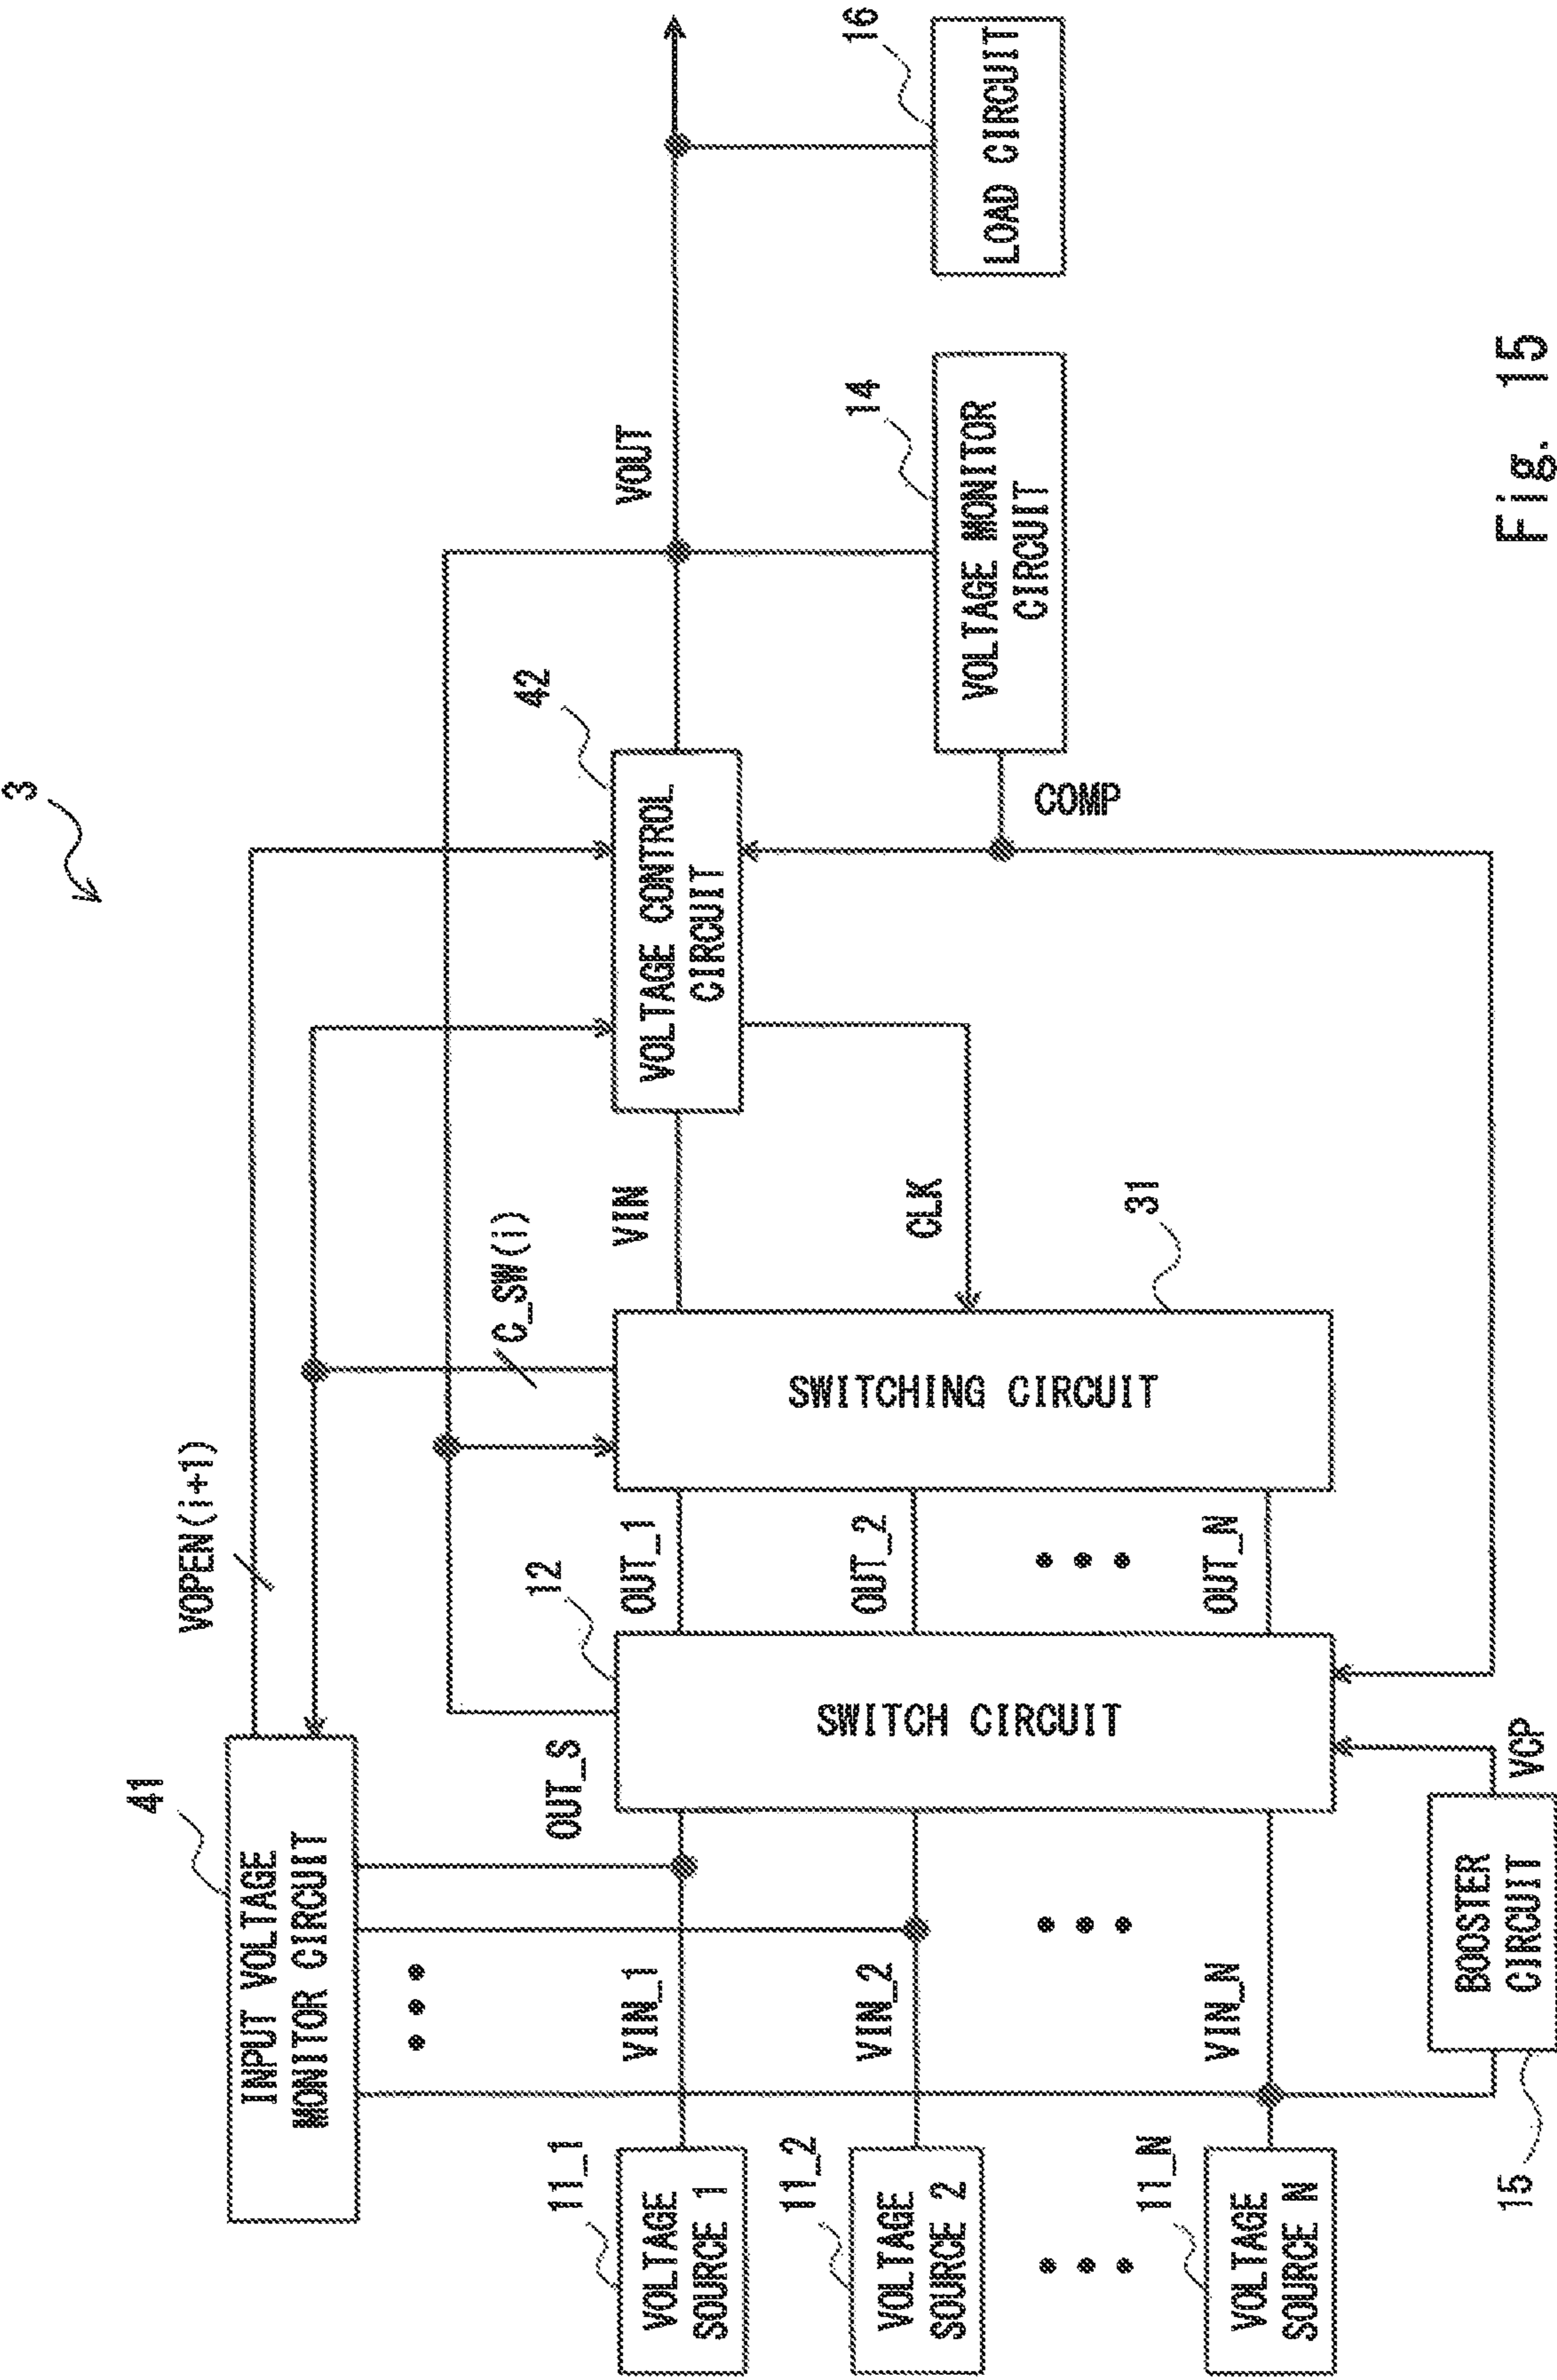 3
41
INPUT VOLTAGE
MONITOR CIRCUIT
VOPEN(i+1)
C_SW(i)
42
VOLTAGE CONTROL
CIRCUIT
VOUT
11_1
VOLTAGE
SOURCE 1
VIN_1
OUT_S
12
OUT_1
VIN
11_2
VOLTAGE
SOURCE 2
VIN_2
SWITCH CIRCUIT
OUT_2
SWITCHING CIRCUIT
CLK
31
COMP
14
VOLTAGE MONITOR
CIRCUIT
16
LOAD CIRCUIT
11_N
VOLTAGE
SOURCE N
VIN_N
OUT_N
15
BOOSTER
CIRCUIT
VCP
Fig. 15